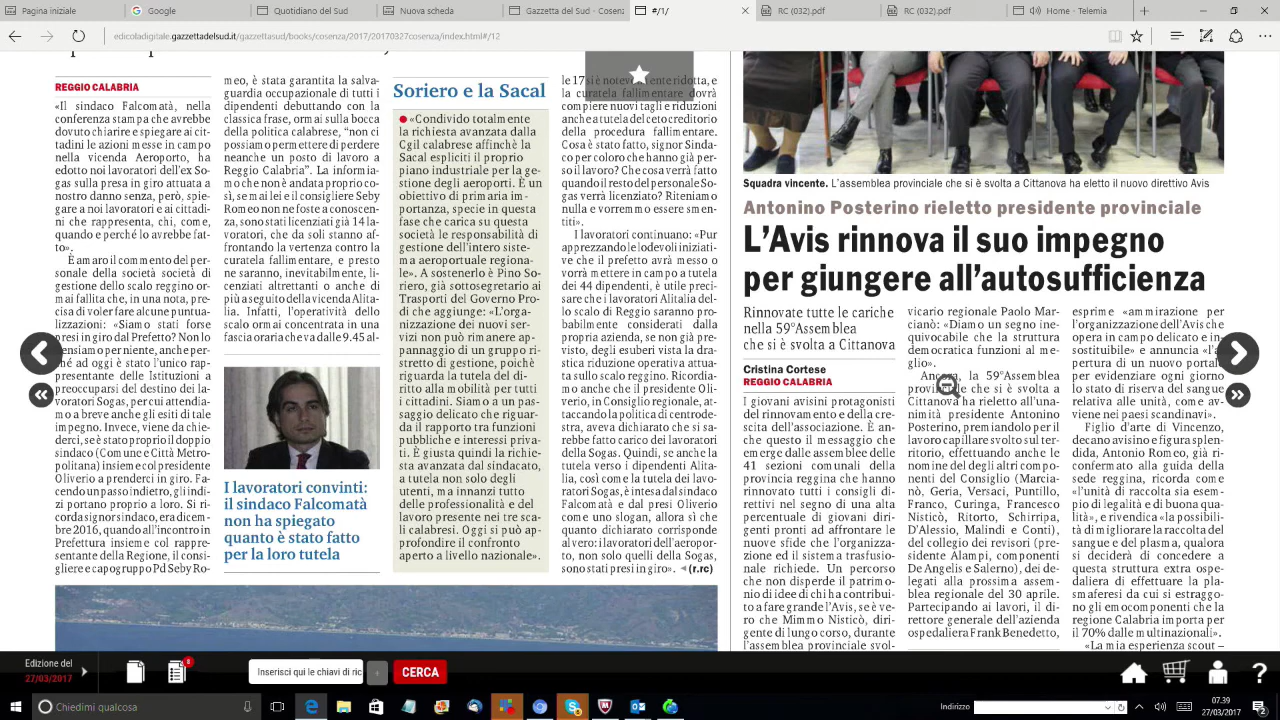 Pagina iniziale
Google
Gazzetta del Sud - Cosenz
Nuova scheda
Gazzetta del Sud - Cosenz
#/1/
RC (03).pdf
RC (03).pdf
Home - Telemia
edicoladigitale.gazzettadelsud.it/gazzettasud/books/cosenza/2017/20170327cosenza/index.html#/12
REGGIO CALABRIA
«Il sindaco Falcomatà, nella
conferenza stampa che avrebbe
dovuto chiarire e spiegare ai cit-
tadini le azioni messe in campo
nella vicenda Aeroporto, ha
edotto noi lavoratori dell'ex So-
gas sulla presa in giro attuata a
nostro danno senza, però, spie-
gare a noi lavoratori e ai cittadi-
ni che rappresenta, chi, come,
quando e perché lo avrebbe fat-
to».
È amaro il commento del per-
sonale della società società di
gestione dello scalo reggino or-
mai fallita che, in una nota, pre-
cisa di voler fare alcune puntua-
lizzazioni: «Siamo stati forse
presi in giro dal Prefetto? Non lo
pensiamo per niente, anche per-
ché ad oggi è stato l'unico rap-
presentante delle Istituzioni a
preoccuparsi del destino dei la-
voratori Sogas, per cui attendia-
mo a breve anche gli esiti di tale
impegno. Invece, viene da chie-
derci, se è stato proprio il doppio
sindaco (Comune e Città Metro-
politana) insieme col presidente
Oliverio a prenderci in giro. Fa-
cendo un passo indietro, gli indi-
zi portano proprio a loro. Si ri-
corda signor sindaco, era dicem-
bre 2016, quando all'incontro in
Prefettura insieme col rappre-
sentante della Regione, il consi-
gliere e capogruppo Pd Seby Ro-
meo, è stata garantita la salva-
guardia occupazionale di tutti i
dipendenti debuttando con la
classica frase, ormai sulla bocca
della politica calabrese, "non ci
possiamo permettere di perdere
neanche un posto di lavoro a
Reggio Calabria". La informia-
mo che non è andata proprio co-
sì, se mai lei e il consigliere Seby
Romeo non ne foste a conoscen-
za, sono stati licenziati già 14 la-
voratori, che da soli stanno af-
frontando la vertenza contro la
curatela fallimentare, e presto
ne saranno, inevitabilmente, li-
cenziati altrettanti o anche di
più a seguito della vicenda Alita-
lia. Infatti, l'operatività dello
scalo ormai concentrata in una
fascia oraria che va dalle 9.45 al-
I lavoratori convinti:
il sindaco Falcomatà
non ha spiegato
quanto è stato fatto
per la loro tutela
Soriero e la Sacal
● «Condivido totalmente
la richiesta avanzata dalla
Cgil calabrese affinchè la
Sacal espliciti il proprio
piano industriale per la ge-
stione degli aeroporti. È un
obiettivo di primaria im-
portanza, specie in questa
fase che carica su questa
società le responsabilità di
gestione dell'intero siste-
ma aeroportuale regiona-
le». A sostenerlo è Pino So-
riero, già sottosegretario ai
Trasporti del Governo Pro-
di che aggiunge: «L'orga-
nizzazione dei nuovi ser-
vizi non può rimanere ap-
pannaggio di un gruppo ri-
stretto di gestione, poichè
riguarda la tutela del di-
ritto alla mobilità per tutti
i cittadini. Siamo a un pas-
saggio delicato che riguar-
da il rapporto tra funzioni
pubbliche e interessi priva-
ti. È giusta quindi la richie-
sta avanzata dal sindacato,
a tutela non solo degli
utenti, ma innanzi tutto
delle professionalità e del
lavoro presente nei tre sca-
li calabresi. Oggi si può ap-
profondire il confronto
aperto a livello nazionale».
le 17 si è notevolmente ridotta, e
la curatela fallimentare dovrà
compiere nuovi tagli e riduzioni
anche a tutela del ceto creditorio
della procedura fallimentare.
Cosa è stato fatto, signor Sinda-
co per coloro che hanno già per-
so il lavoro? Che cosa verrà fatto
quando il resto del personale So-
gas verrà licenziato? Riteniamo
nulla e vorremmo essere smen-
titi».
I lavoratori continuano: «Pur
apprezzando le lodevoli iniziati-
ve che il prefetto avrà messo o
vorrà mettere in campo a tutela
dei 44 dipendenti, è utile preci-
sare che i lavoratori Alitalia del-
lo scalo di Reggio saranno pro-
babilmente considerati dalla
propria azienda, se non già pre-
visto, degli esuberi vista la dra-
stica riduzione operativa attua-
ta sullo scalo reggino. Ricordia-
mo anche che il presidente Oli-
verio, in Consiglio regionale, at-
taccando la politica di centrode-
stra, aveva dichiarato che si sa-
rebbe fatto carico dei lavoratori
della Sogas. Quindi, se anche la
tutela verso i dipendenti Alita-
lia, così come la tutela dei lavo-
ratori Sogas, è intesa dal sindaco
Falcomatà e dal presi Oliverio
come uno slogan, allora sì che
quanto dichiarato corrisponde
al vero: i lavoratori dell'aeropor-
to, non solo quelli della Sogas,
sono stati presi in giro». ◄(r.rc)
Squadra vincente. L'assemblea provinciale che si è svolta a Cittanova ha eletto il nuovo direttivo Avis
Antonino Posterino rieletto presidente provinciale
L'Avis rinnova il suo impegno
per giungere all'autosufficienza
Rinnovate tutte le cariche
nella 59°Assemblea
che si è svolta a Cittanova
Cristina Cortese
REGGIO CALABRIA
I giovani avisini protagonisti
del rinnovamento e della cre-
scita dell'associazione. È an-
che questo il messaggio che
emerge dalle assemblee delle
41 sezioni comunali della
provincia reggina che hanno
rinnovato tutti i consigli di-
rettivi nel segno di una alta
percentuale di giovani diri-
genti pronti ad affrontare le
nuove sfide che l'organizza-
zione ed il sistema trasfusio-
nale richiede. Un percorso
che non disperde il patrimo-
nio di idee di chi ha contribui-
to a fare grande l'Avis, se è ve-
ro che Mimmo Nisticò, diri-
gente di lungo corso, durante
l'assemblea provinciale svol-
vicario regionale Paolo Mar-
cianò: «Diamo un segno ine-
quivocabile che la struttura
democratica funzioni al me-
glio».
Ancora, la 59°Assemblea
provinciale che si è svolta a
Cittanova ha rieletto all'una-
nimità presidente Antonino
Posterino, premiandolo per il
lavoro capillare svolto sul ter-
ritorio, effettuando anche le
nomine del degli altri compo-
nenti del Consiglio (Marcia-
nò, Geria, Versaci, Puntillo,
Franco, Curinga, Francesco
Nisticò, Ritorto, Schirripa,
D'Alessio, Maldi e Conti),
del collegio dei revisori (pre-
sidente Alampi, componenti
De Angelis e Salerno), dei de-
legati alla prossima assem-
blea regionale del 30 aprile.
Partecipando ai lavori, il di-
rettore generale dell'azienda
ospedaliera Frank Benedetto,
esprime «ammirazione per
l'organizzazione dell'Avis che
opera in campo delicato e in-
sostituibile» e annuncia «l'a-
pertura di un nuovo portale
per evidenziare ogni giorno
lo stato di riserva del sangue
relativa alle unità, come av-
viene nei paesi scandinavi».
Figlio d'arte di Vincenzo,
decano avisino e figura splen-
dida, Antonio Romeo, già ri-
confermato alla guida della
sede reggina, ricorda come
«l'unità di raccolta sia esem-
pio di legalità e di buona qua-
lità», e rivendica «la possibili-
tà di migliorare la raccolta del
sangue e del plasma, qualora
si deciderà di concedere a
questa struttura extra ospe-
daliera di effettuare la pla-
smaferesi da cui si estraggo-
no gli emocomponenti che la
regione Calabria importa per
il 70% dalle multinazionali».
«La mia esperienza scout –
Edizione del
27/03/2017
8
Inserisci qui le chiavi di ric
CERCA
?
Chiedimi qualcosa
Indirizzo
07.39
27/03/2017
2